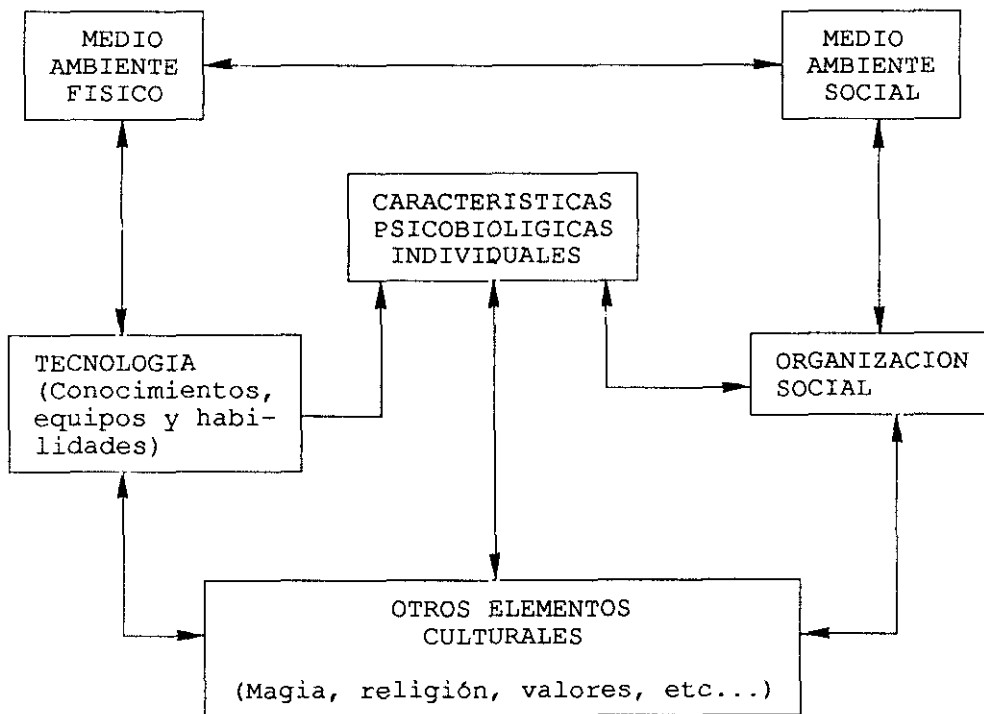 MEDIO
AMBIENTE
FISICO
MEDIO
AMBIENTE
SOCIAL
CARACTERISTICAS
PSICOBIOLIGICAS
INDIVIDUALES
TECNOLOGIA
(Conocimientos,
equipos y habi-
lidades)
ORGANIZACION
SOCIAL
OTROS ELEMENTOS
CULTURALES
(Magia, religión, valores, etc...)